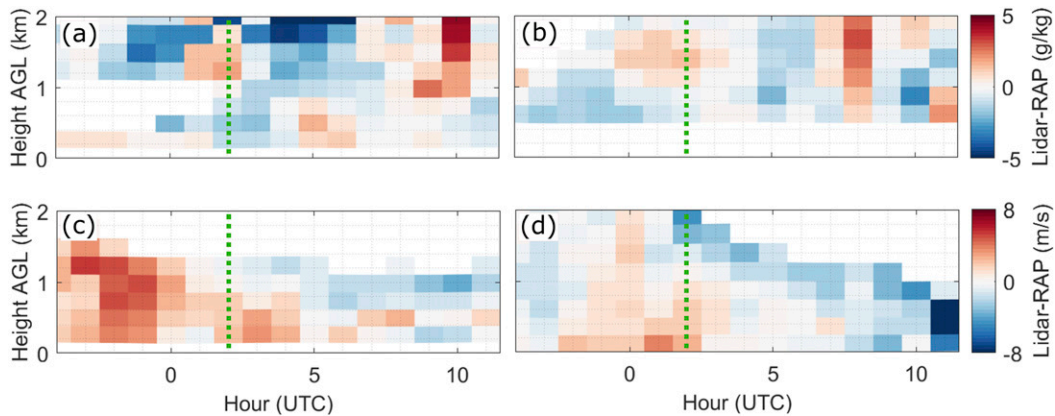 (a)
(b)
Height AGL (km)
2
1
0
5
0
-5
Lidar-RAP (g/kg)
(c)
(d)
Height AGL (km)
2
1
0
0
5
10
Hour (UTC)
0
5
10
Hour (UTC)
8
0
-8
Lidar-RAP (m/s)